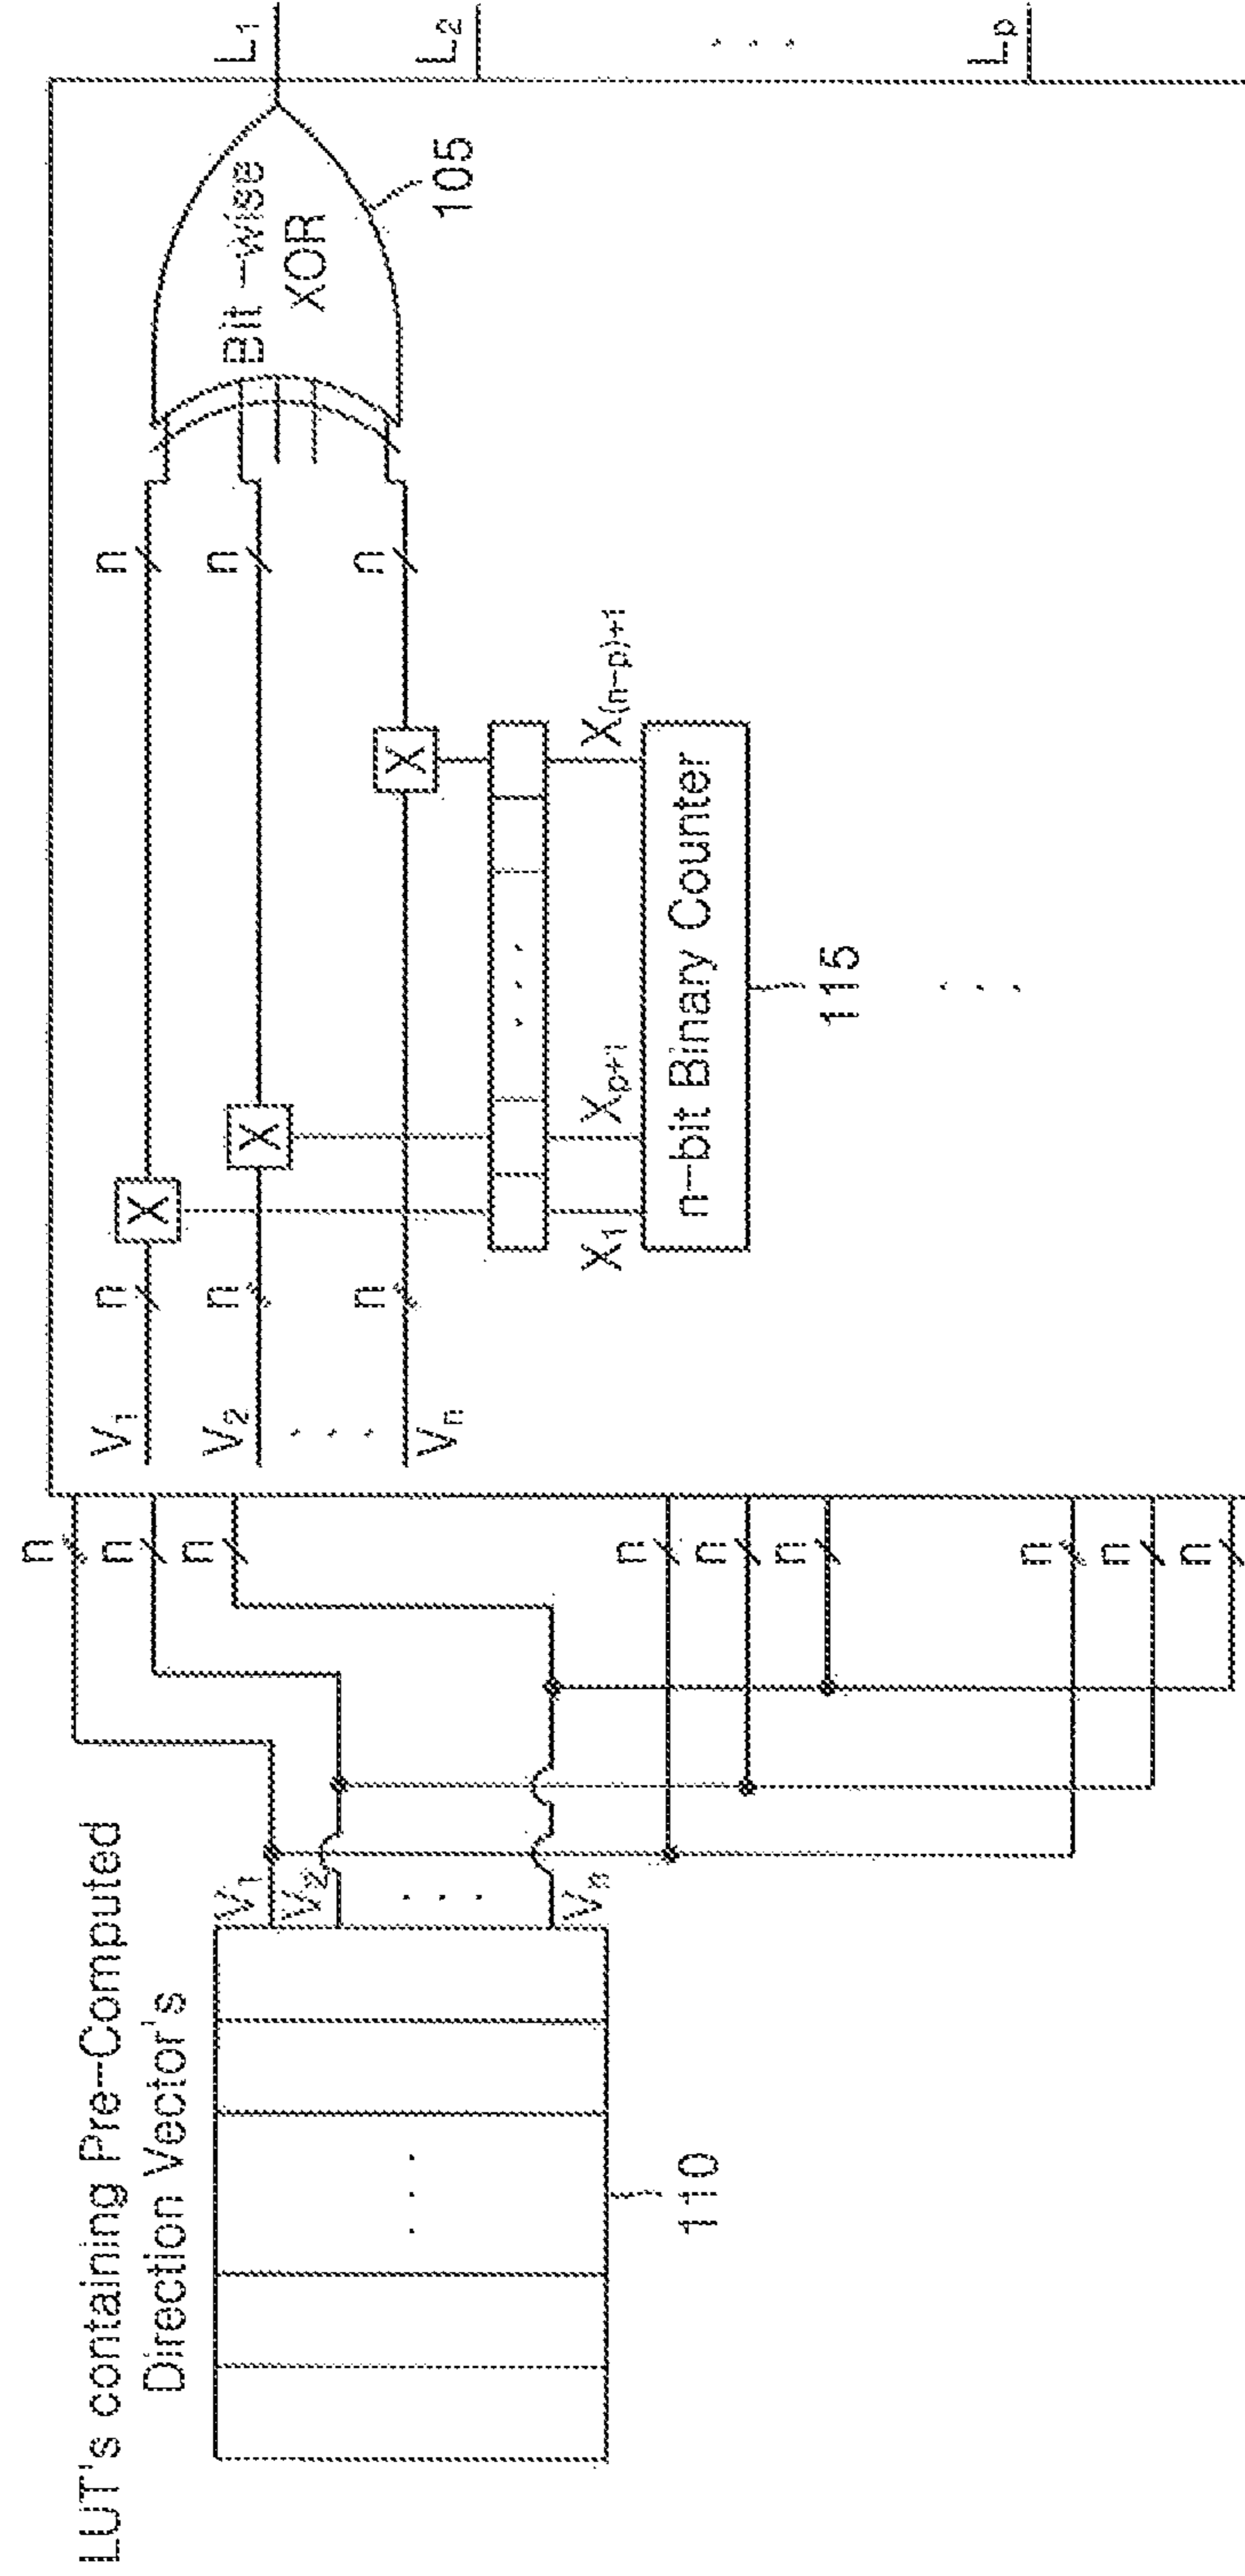 LUT's containing Pre-Computed
Direction Vector's
110
V1
V2
. . .
Vn
n
n
n
n
n
n
n
n
n
V1
V2
. . .
Vn
n
n
n
X
X
X
X1
Xp+1
X(n-p)+1
n-bit Binary Counter
115
n
n
n
Bit-wise
XOR
105
L1
L2
. . .
Lp